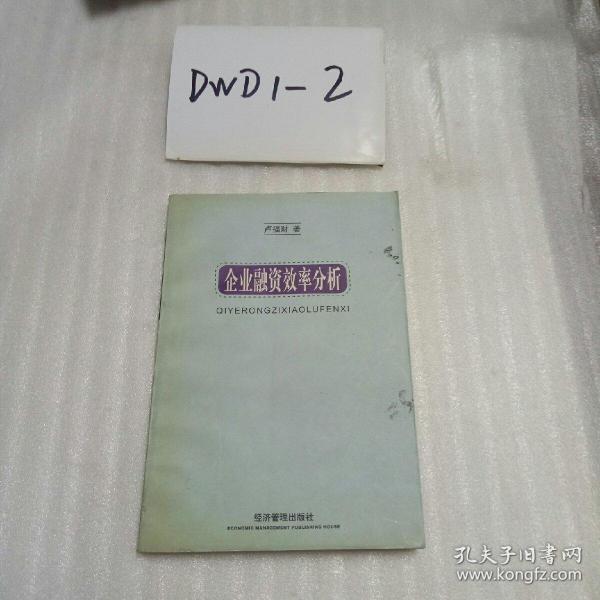 DWD1-2
卢福财 著
企业融资效率分析
QIYERONGZIXIAOLUFENXI
经济管理出版社
ECONOMIC MANAGEMENT PUBLISHING HOUSE
孔夫子旧书网
www.kongfz.com